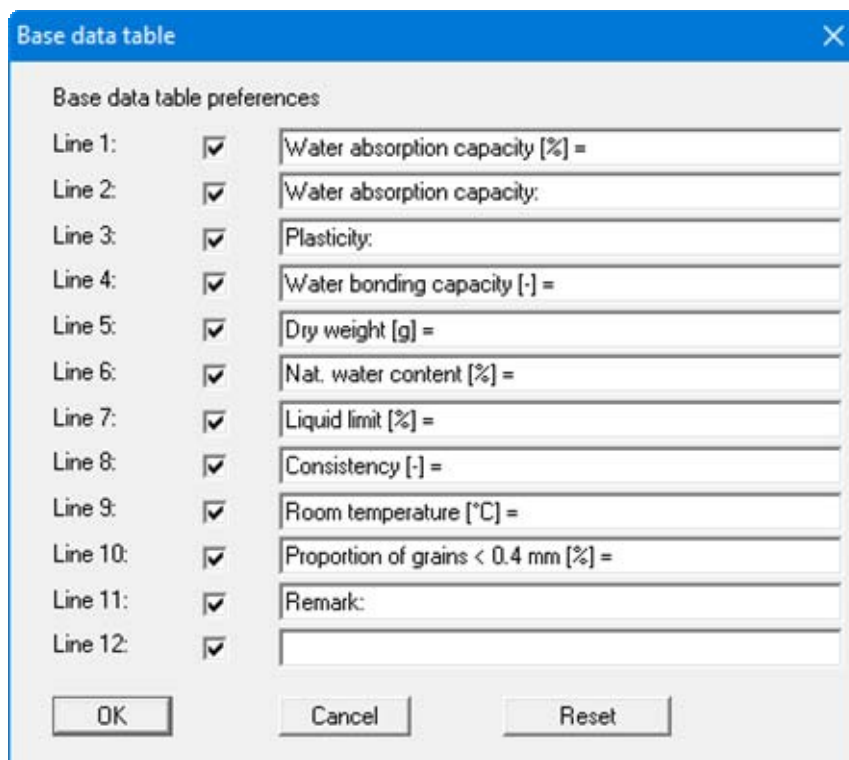 Base data table
Base data table preferences
Line 1: Water absorption capacity [%] =
Line 2: Water absorption capacity:
Line 3: Plasticity:
Line 4: Water bonding capacity [-] =
Line 5: Dry weight [g] =
Line 6: Nat. water content [%] =
Line 7: Liquid limit [%] =
Line 8: Consistency [-] =
Line 9: Room temperature [°C] =
Line 10: Proportion of grains < 0.4 mm [%] =
Line 11: Remark:
Line 12:
OK Cancel Reset